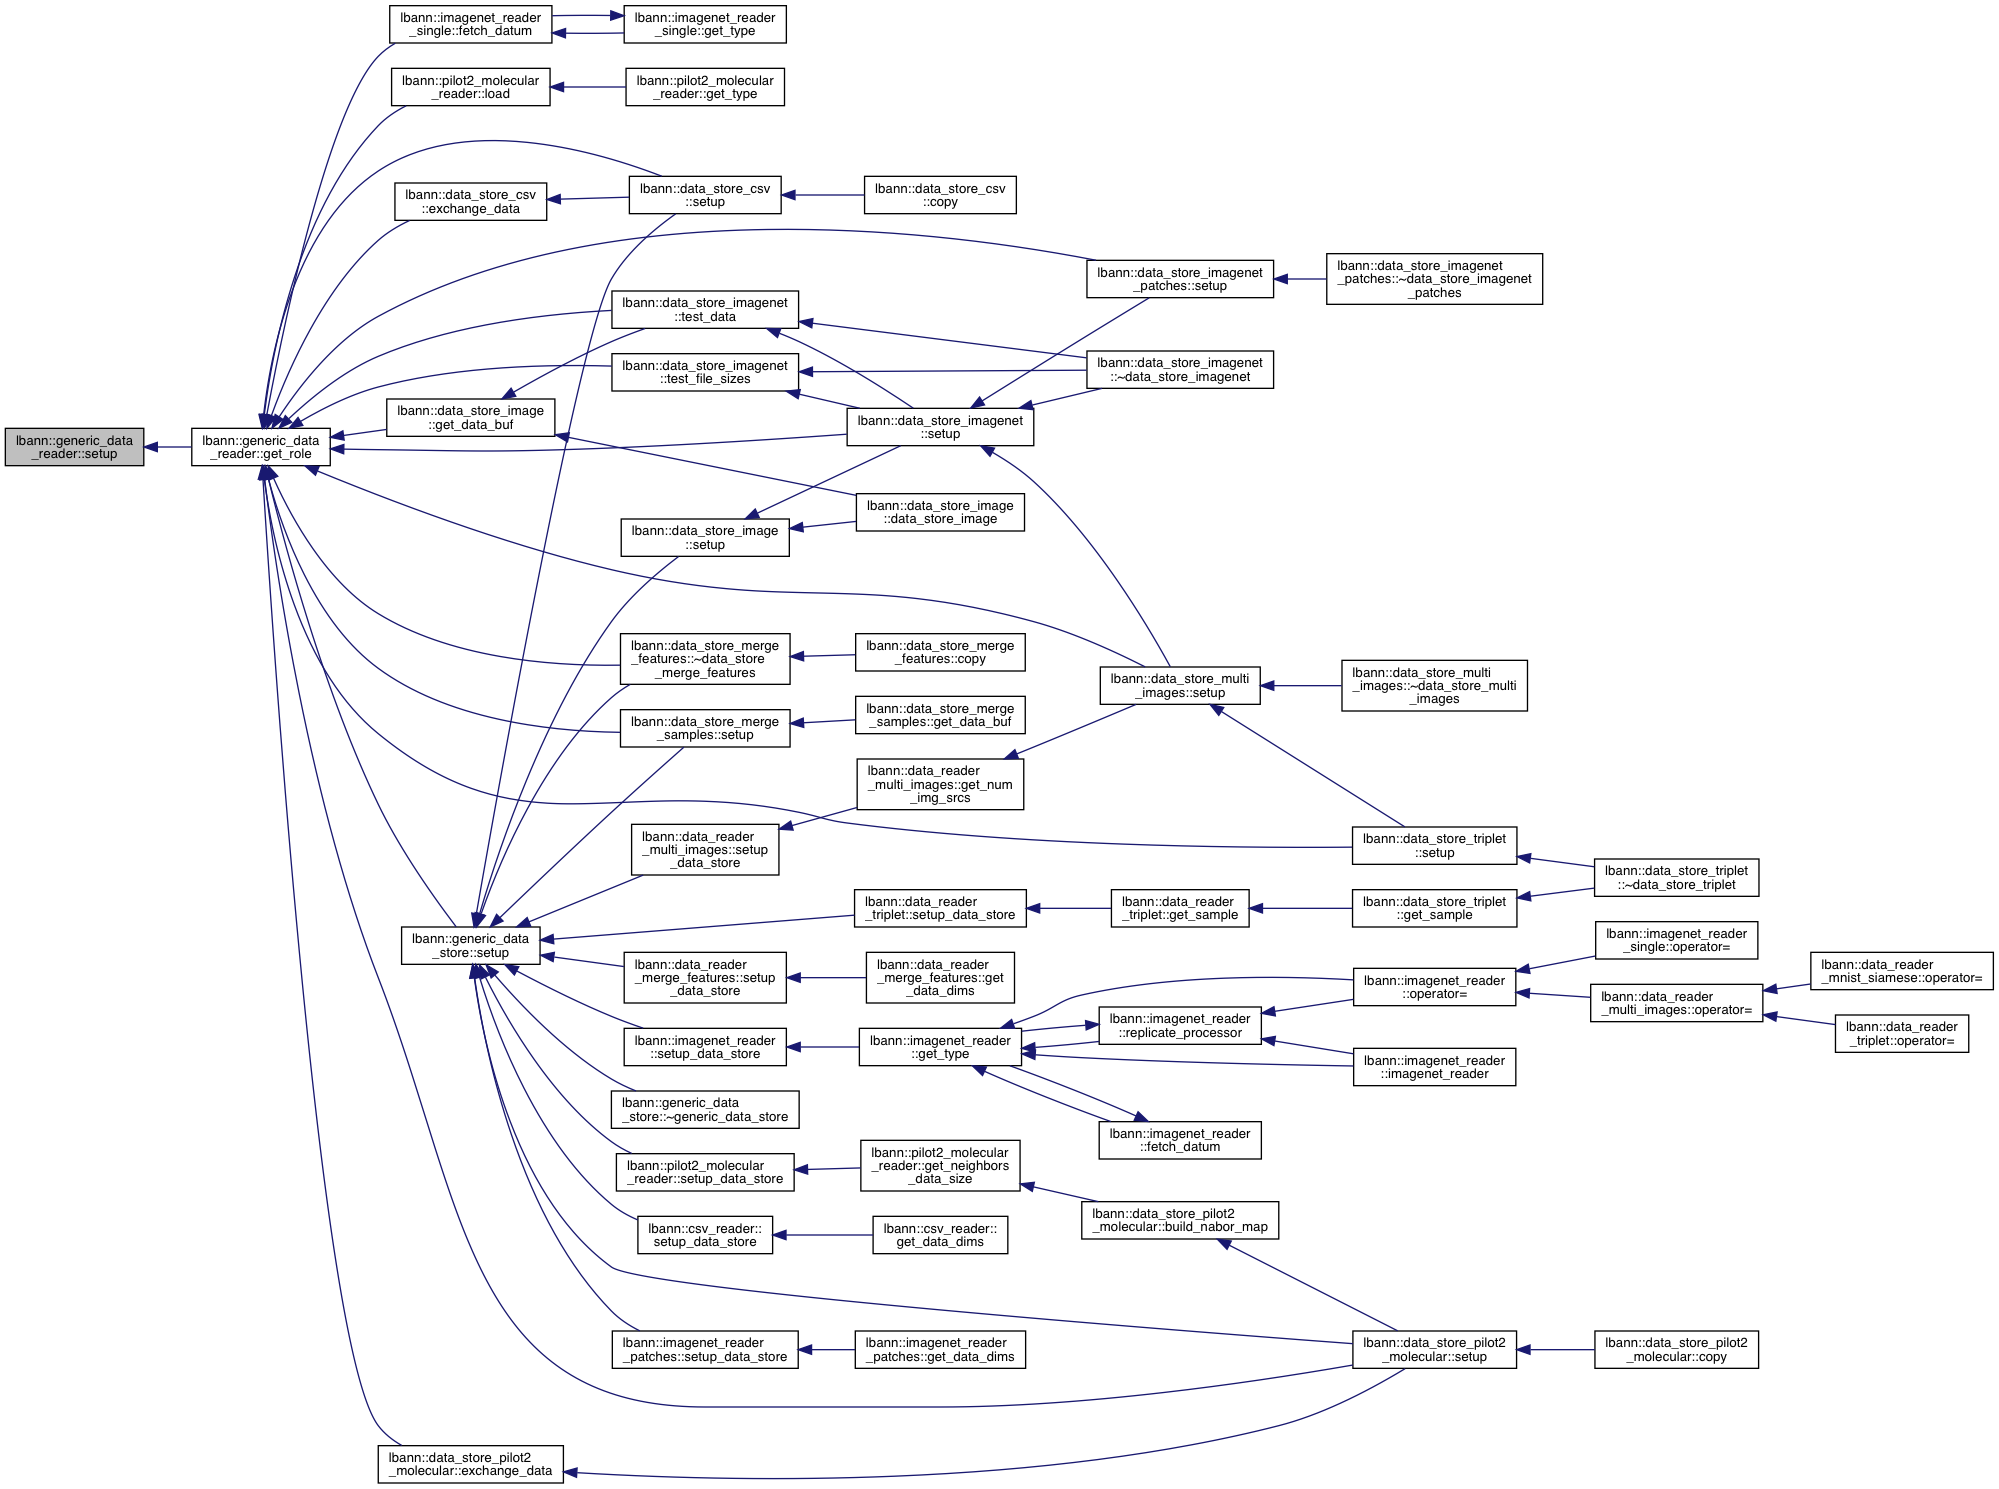 lbann::imagenet_reader
_single::fetch_datum
lbann::imagenet_reader
_single::get_type
lbann::pilot2_molecular
_reader::load
lbann::pilot2_molecular
_reader::get_type
lbann::data_store_csv
::exchange_data
lbann::data_store_csv
::setup
lbann::data_store_csv
::copy
lbann::data_store_imagenet
_patches::setup
lbann::data_store_imagenet
_patches::~data_store_imagenet
_patches
lbann::data_store_imagenet
::test_data
lbann::data_store_imagenet
::test_file_sizes
lbann::data_store_imagenet
::~data_store_imagenet
lbann::data_store_image
::get_data_buf
lbann::data_store_imagenet
::setup
lbann::generic_data
_reader::setup
lbann::generic_data
_reader::get_role
lbann::data_store_image
::data_store_image
lbann::data_store_image
::setup
lbann::data_store_merge
_features::~data_store
_merge_features
lbann::data_store_merge
_features::copy
lbann::data_store_multi
_images::setup
lbann::data_store_multi
_images::~data_store_multi
_images
lbann::data_store_merge
_samples::setup
lbann::data_store_merge
_samples::get_data_buf
lbann::data_reader
_multi_images::get_num
_img_srcs
lbann::data_reader
_multi_images::setup
_data_store
lbann::data_store_triplet
::setup
lbann::data_store_triplet
::~data_store_triplet
lbann::data_reader
_triplet::setup_data_store
lbann::data_reader
_triplet::get_sample
lbann::data_store_triplet
::get_sample
lbann::generic_data
_store::setup
lbann::imagenet_reader
_single::operator=
lbann::data_reader
_merge_features::setup
_data_store
lbann::data_reader
_merge_features::get
_data_dims
lbann::imagenet_reader
::operator=
lbann::data_reader
_multi_images::operator=
lbann::data_reader
_mnist_siamese::operator=
lbann::data_reader
_triplet::operator=
lbann::imagenet_reader
::setup_data_store
lbann::imagenet_reader
::get_type
lbann::imagenet_reader
::replicate_processor
lbann::imagenet_reader
::imagenet_reader
lbann::generic_data
_store::~generic_data_store
lbann::imagenet_reader
::fetch_datum
lbann::pilot2_molecular
_reader::setup_data_store
lbann::pilot2_molecular
_reader::get_neighbors
_data_size
lbann::data_store_pilot2
_molecular::build_nabor_map
lbann::csv_reader::
setup_data_store
lbann::csv_reader::
get_data_dims
lbann::imagenet_reader
_patches::setup_data_store
lbann::imagenet_reader
_patches::get_data_dims
lbann::data_store_pilot2
_molecular::setup
lbann::data_store_pilot2
_molecular::copy
lbann::data_store_pilot2
_molecular::exchange_data